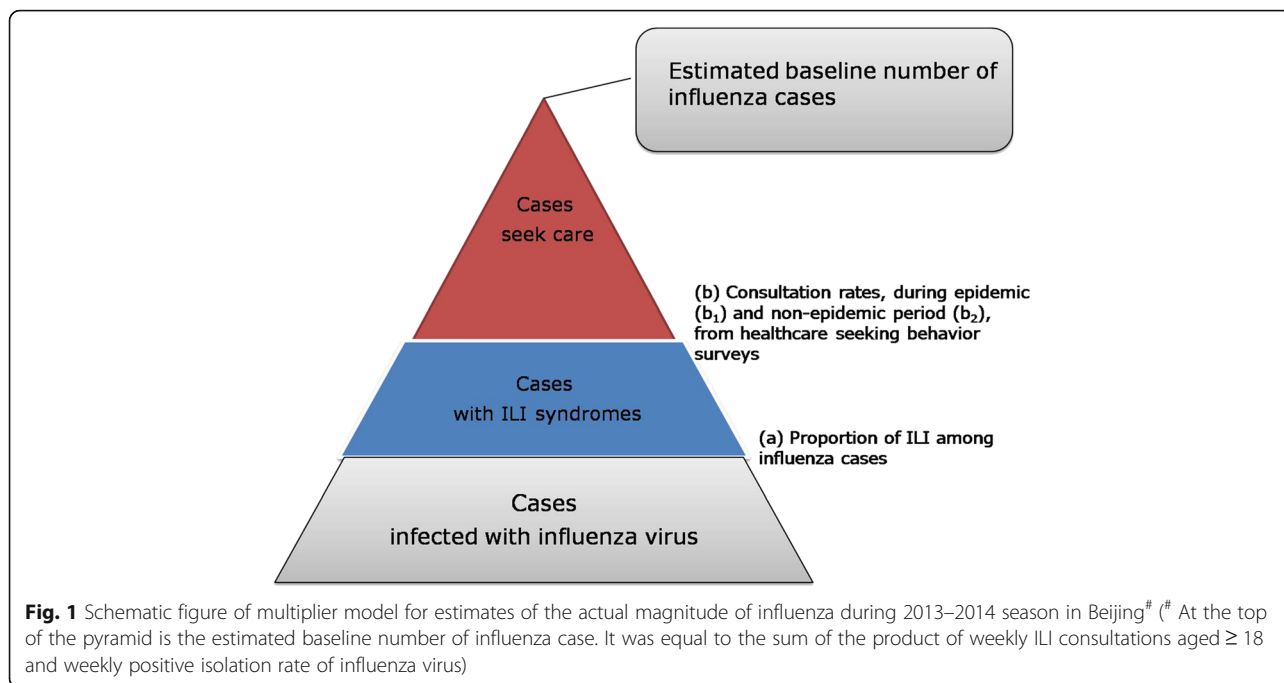 Estimated baseline number of
influenza cases
Cases
seek care
(b) Consultation rates, during epidemic
(b₁) and non-epidemic period (b₂),
from healthcare seeking behavior
surveys
Cases
with ILI syndromes
(a) Proportion of ILI among
influenza cases
Cases
infected with influenza virus
Fig. 1 Schematic figure of multiplier model for estimates of the actual magnitude of influenza during 2013–2014 season in Beijing# (# At the top
of the pyramid is the estimated baseline number of influenza case. It was equal to the sum of the product of weekly ILI consultations aged ≥ 18
and weekly positive isolation rate of influenza virus)